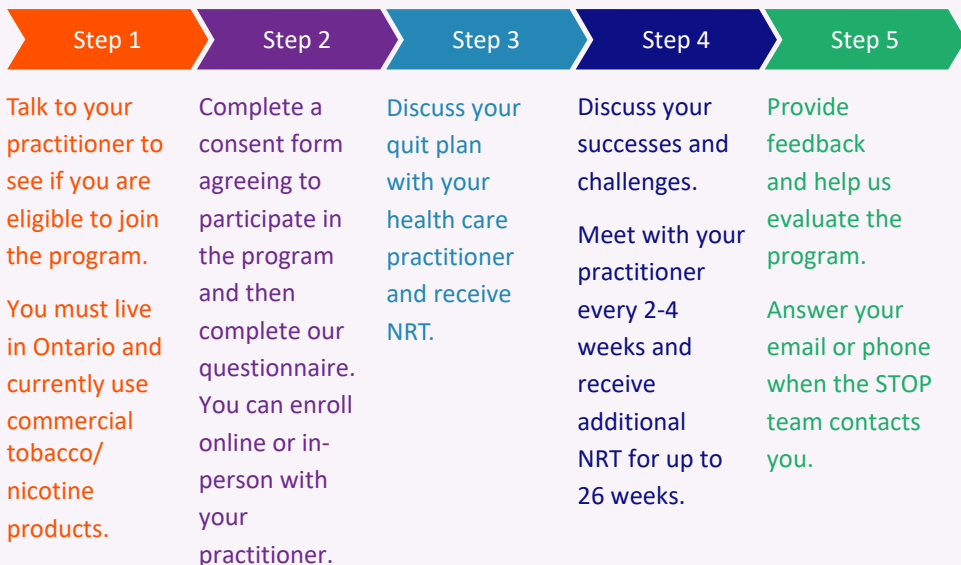 Step 1
Step 2
Step 3
Step 4
Step 5
Talk to your
practitioner to
see if you are
eligible to join
the program.
You must live
in Ontario and
currently use
commercial
tobacco/
nicotine
products.
Complete a
consent form
agreeing to
participate in
the program
and then
complete our
questionnaire.
You can enroll
online or in-
person with
your
practitioner.
Discuss your
quit plan
with your
health care
practitioner
and receive
NRT.
Discuss your
successes and
challenges.
Meet with your
practitioner
every 2-4
weeks and
receive
additional
NRT for up to
26 weeks.
Provide
feedback
and help us
evaluate the
program.
Answer your
email or phone
when the STOP
team contacts
you.